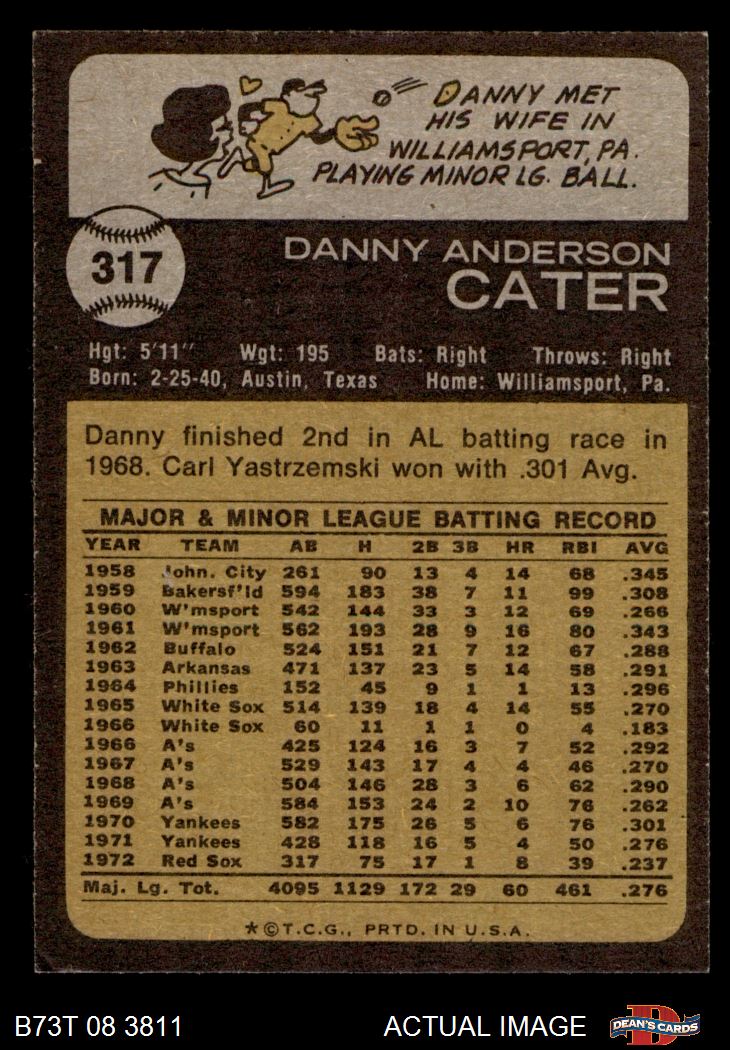 DANNY MET
HIS WIFE IN
WILLIAMSPORT, PA.
PLAYING MINOR LG. BALL.
317
DANNY ANDERSON
CATER
Hgt: 5'11" Wgt: 195 Bats: Right Throws: Right
Born: 2-25-40, Austin, Texas Home: Williamsport, Pa.
Danny finished 2nd in AL batting race in
1968. Carl Yastrzemski won with .301 Avg.
MAJOR & MINOR LEAGUE BATTING RECORD
YEAR TEAM AB H 2B 3B HR RBI AVG
1958 John. City 261 90 13 4 14 68 .345
1959 Bakersf'ld 594 183 38 7 11 99 .308
1960 W'msport 542 144 33 3 12 69 .266
1961 W'msport 562 193 28 9 16 80 .343
1962 Buffalo 524 151 21 7 12 67 .288
1963 Arkansas 471 137 23 5 14 58 .291
1964 Phillies 152 45 9 1 1 13 .296
1965 White Sox 514 139 18 4 14 55 .270
1966 White Sox 60 11 1 1 0 4 .183
1966 A's 425 124 16 3 7 52 .292
1967 A's 529 143 17 4 4 46 .270
1968 A's 504 146 28 3 6 62 .290
1969 A's 584 153 24 2 10 76 .262
1970 Yankees 582 175 26 5 6 76 .301
1971 Yankees 428 118 16 5 4 50 .276
1972 Red Sox 317 75 17 1 8 39 .237
Maj. Lg. Tot. 4095 1129 172 29 60 461 .276
*©T.C.G., PRTD. IN U.S.A.
B73T 08 3811 ACTUAL IMAGE DEAN'S CARDS